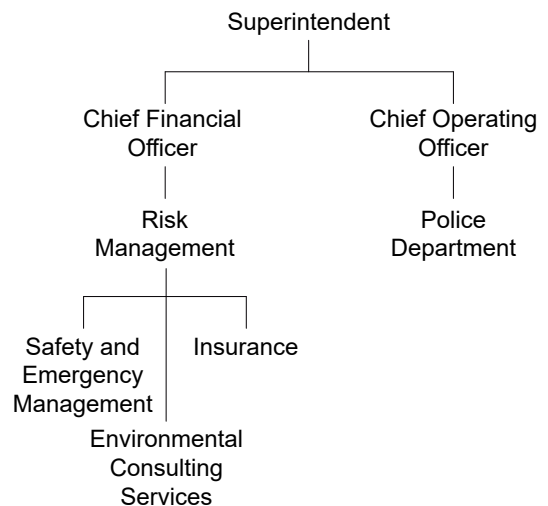 Superintendent
Chief Financial
Officer
Chief Operating
Officer
Risk
Management
Police
Department
Safety and
Emergency
Management
Insurance
Environmental
Consulting
Services